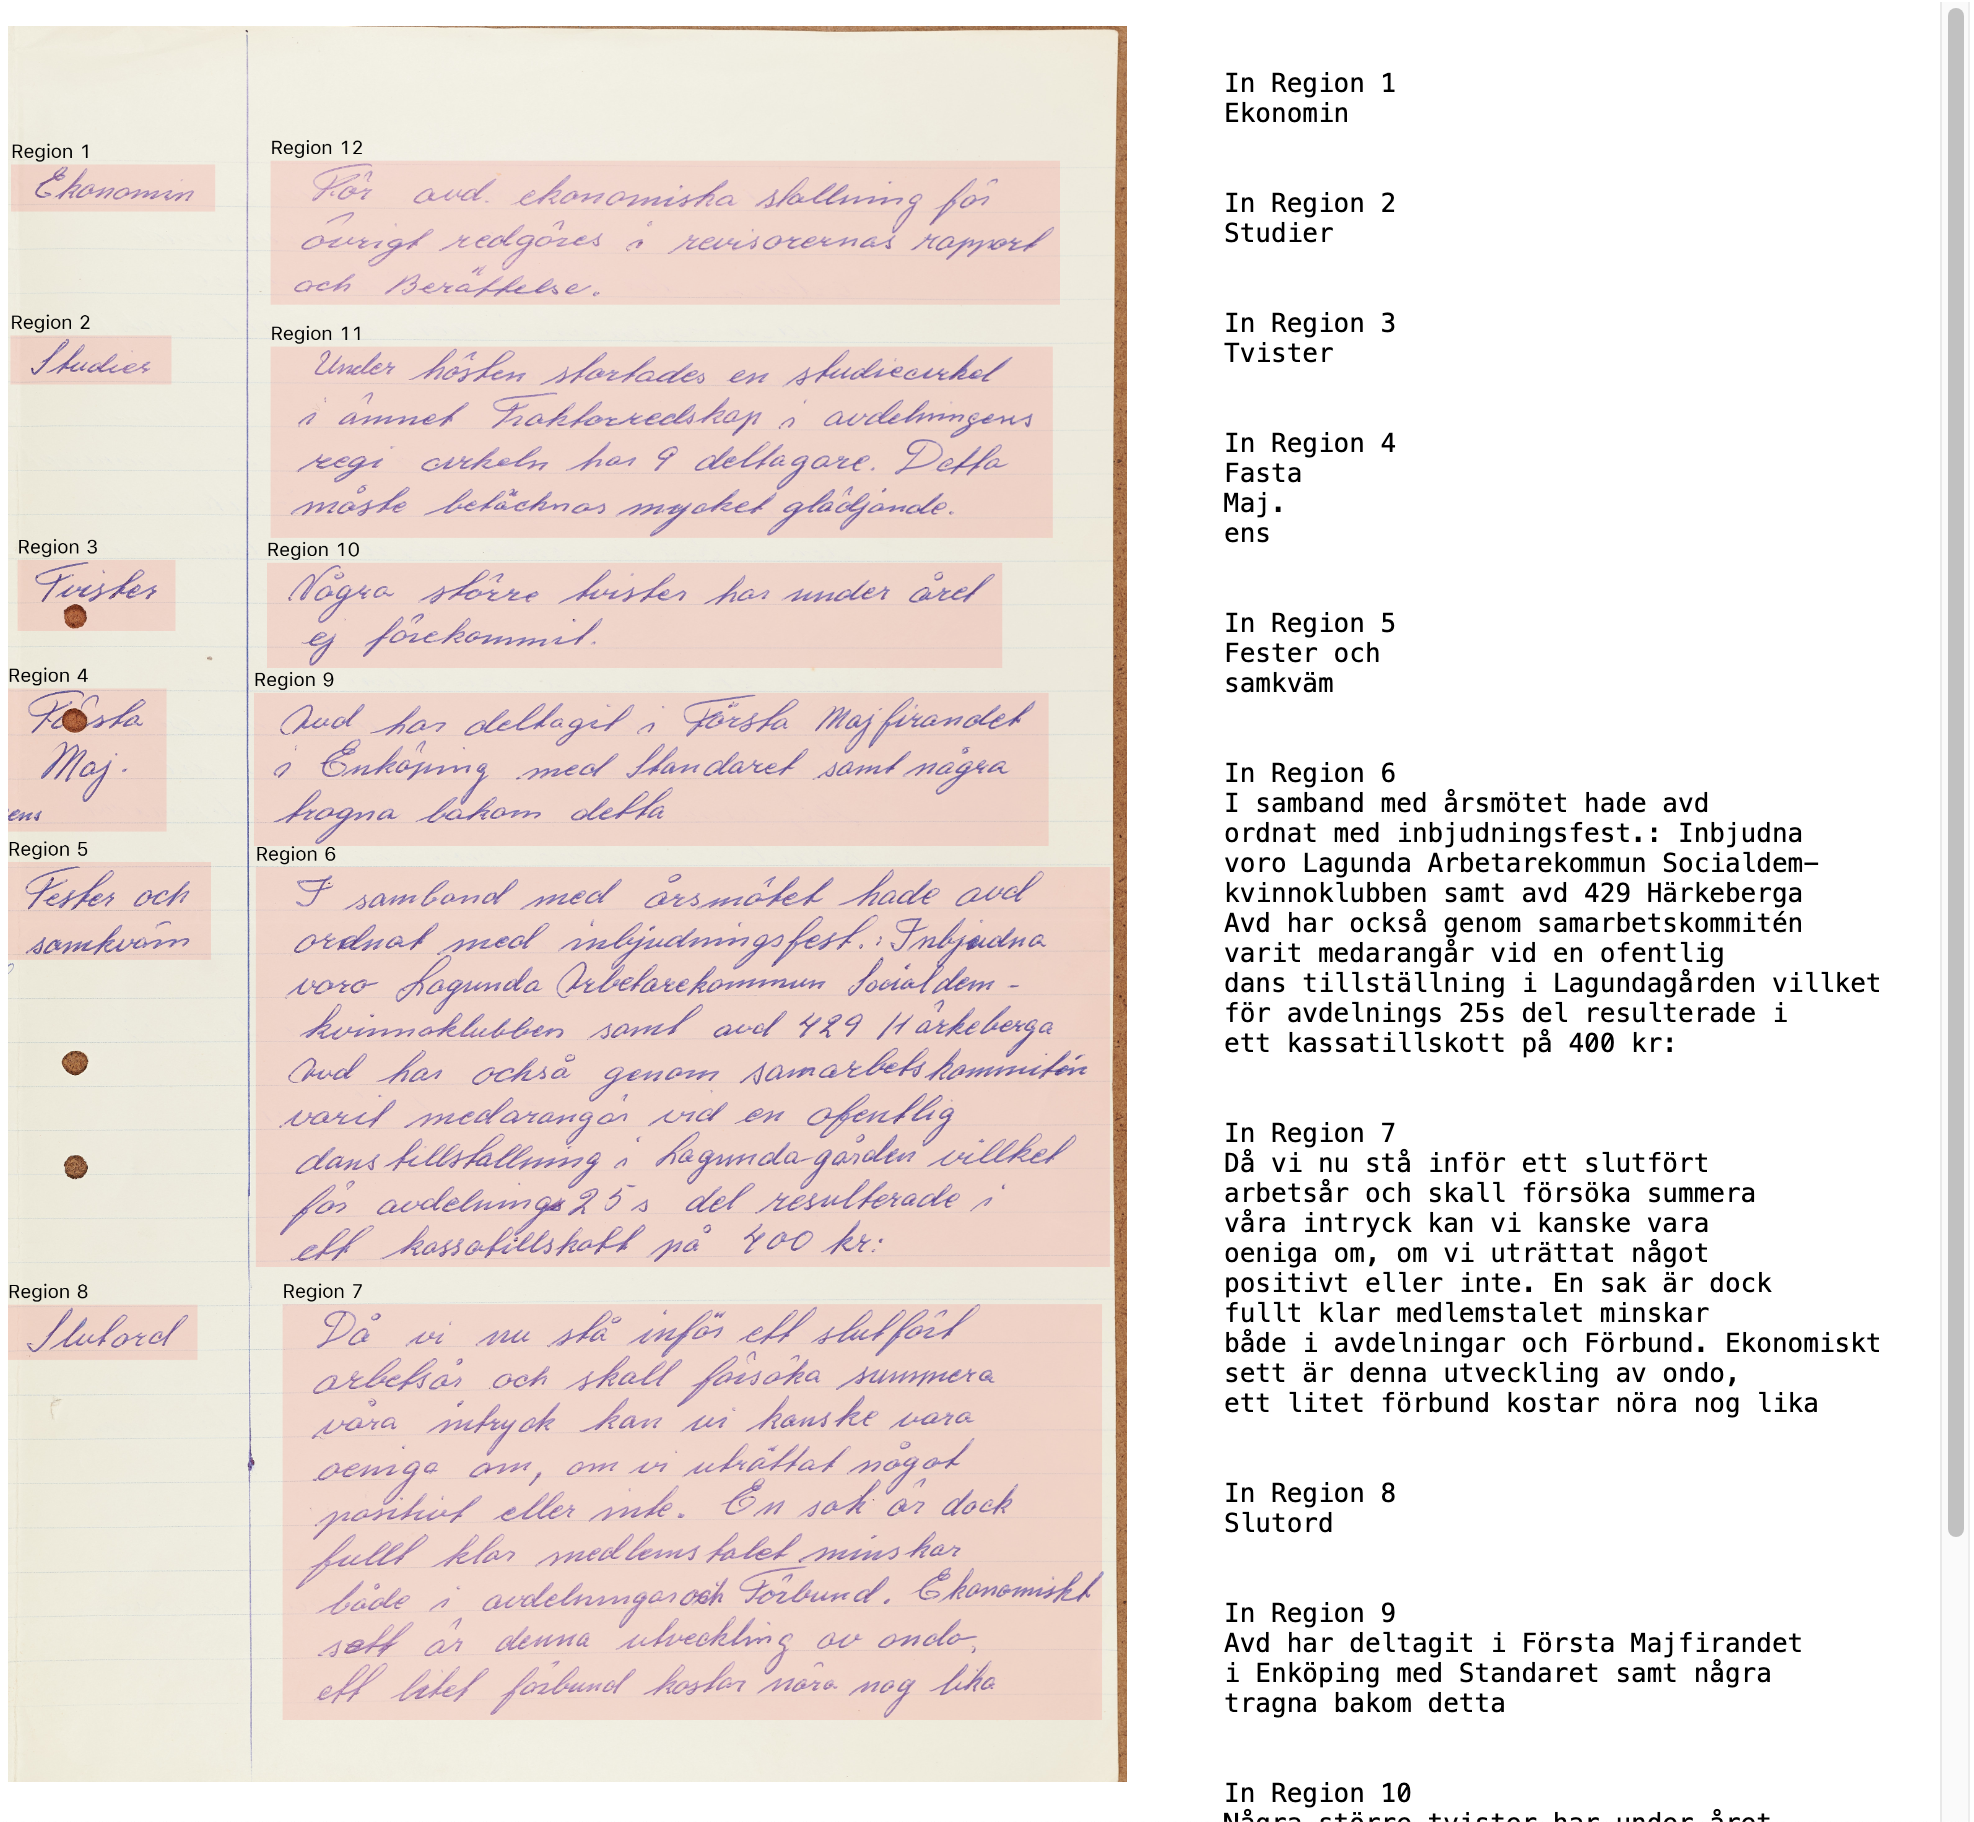 Region 1
Ekonomin
Region 12
För avd. ekonomiska ställning för
övrigt redgöres i revisorernas rapport
och Berättelse.
Region 2
Studier
Region 11
Under hösten startades en studiecirkel
i ämnet Traktorredskap i avdelningens
regi cirkeln har 9 deltagare. Detta
måste betäcknas mycket glädjande.
Region 3
Tvister
Region 10
Några större tvister har under året
ej förekommit.
Region 4
Första
Maj.
ens
Region 9
Avd har deltagit i Första Majfirandet
i Enköping med Standaret samt några
trogna bakom detta
Region 5
Fester och
samkväm
Region 6
I samband med årsmötet hade avd
ordnat med inbjudningsfest.: Inbjudna
voro Lagunda Arbetarekommun Socialdem-
kvinnoklubben samt avd 429 Härkeberga
Avd har också genom samarbetskommitén
varit medarangör vid en ofentlig
danstillställning i Lagunda-gården villket
för avdelnings 25 s del resulterade i
ett kassatillskott på 400 kr:
Region 8
Slutord
Region 7
Då vi nu stå inför ett slutfört
arbetsår och skall försöka summera
våra intryck kan vi kanske vara
oeniga om, om vi uträttat något
positivt eller inte. En sak är dock
fullt klar medlemstalet minskar
både i avdelningar och Förbund. Ekonomiskt
sett är denna utveckling av ondo,
ett litet förbund kostar nära nog lika
In Region 1
Ekonomin
In Region 2
Studier
In Region 3
Tvister
In Region 4
Fasta
Maj.
ens
In Region 5
Fester och
samkväm
In Region 6
I samband med årsmötet hade avd
ordnat med inbjudningsfest.: Inbjudna
voro Lagunda Arbetarekommun Socialdem–
kvinnoklubben samt avd 429 Härkeberga
Avd har också genom samarbetskommitén
varit medarangår vid en ofentlig
dans tillställning i Lagundagården villket
för avdelnings 25s del resulterade i
ett kassatillskott på 400 kr:
In Region 7
Då vi nu stå inför ett slutfört
arbetsår och skall försöka summera
våra intryck kan vi kanske vara
oeniga om, om vi uträttat något
positivt eller inte. En sak är dock
fullt klar medlemstalet minskar
både i avdelningar och Förbund. Ekonomiskt
sett är denna utveckling av ondo,
ett litet förbund kostar nöra nog lika
In Region 8
Slutord
In Region 9
Avd har deltagit i Första Majfirandet
i Enköping med Standaret samt några
tragna bakom detta
In Region 10
Några större tvister har under året